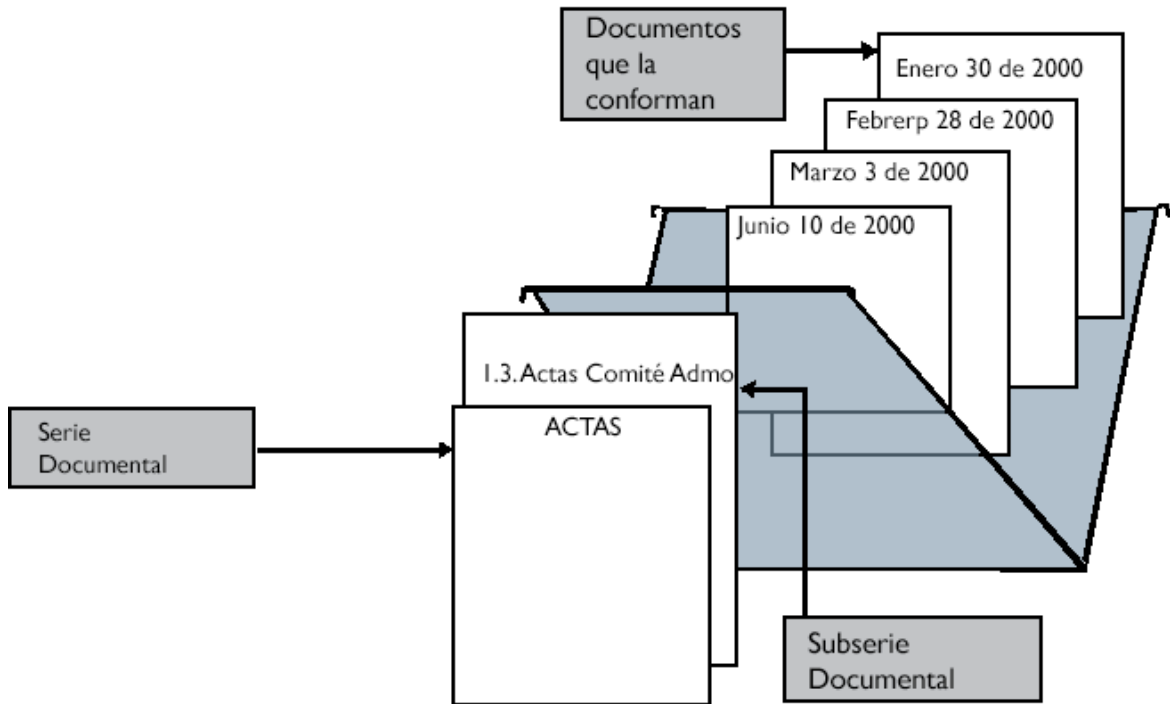 Documentos
que la
conforman
Enero 30 de 2000
Febrerp 28 de 2000
Marzo 3 de 2000
Junio 10 de 2000
1.3.Actas Comité Admo
ACTAS
Serie
Documental
Subserie
Documental